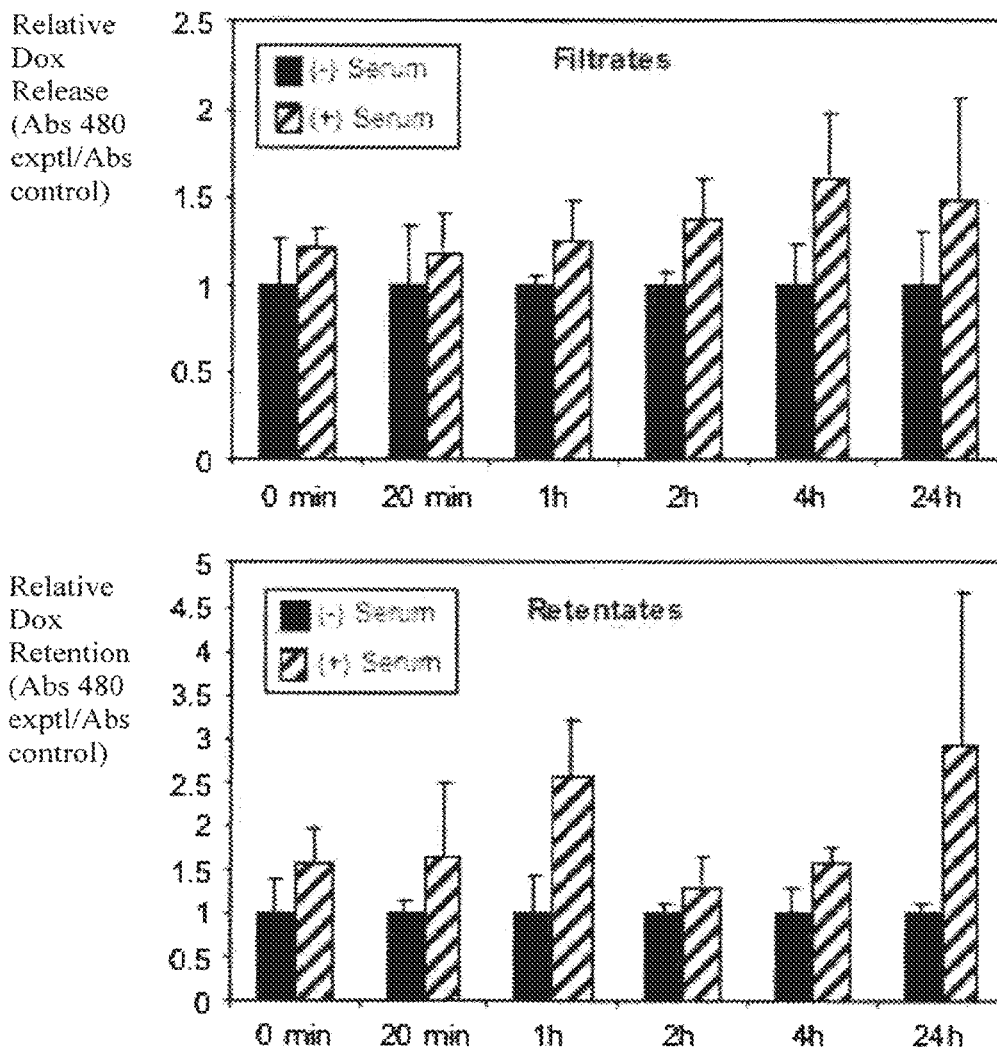 Relative
Dox
Release
(Abs 480
exptl/Abs
control)
2.5
2
1.5
1
0.5
0
Filtrates
(-) Serum
(+) Serum
0 min 20 min 1h 2h 4h 24h
Relative
Dox
Retention
(Abs 480
exptl/Abs
control)
5
4.5
4
3.5
3
2.5
2
1.5
1
0.5
0
Retentates
(-) Serum
(+) Serum
0 min 20 min 1h 2h 4h 24h